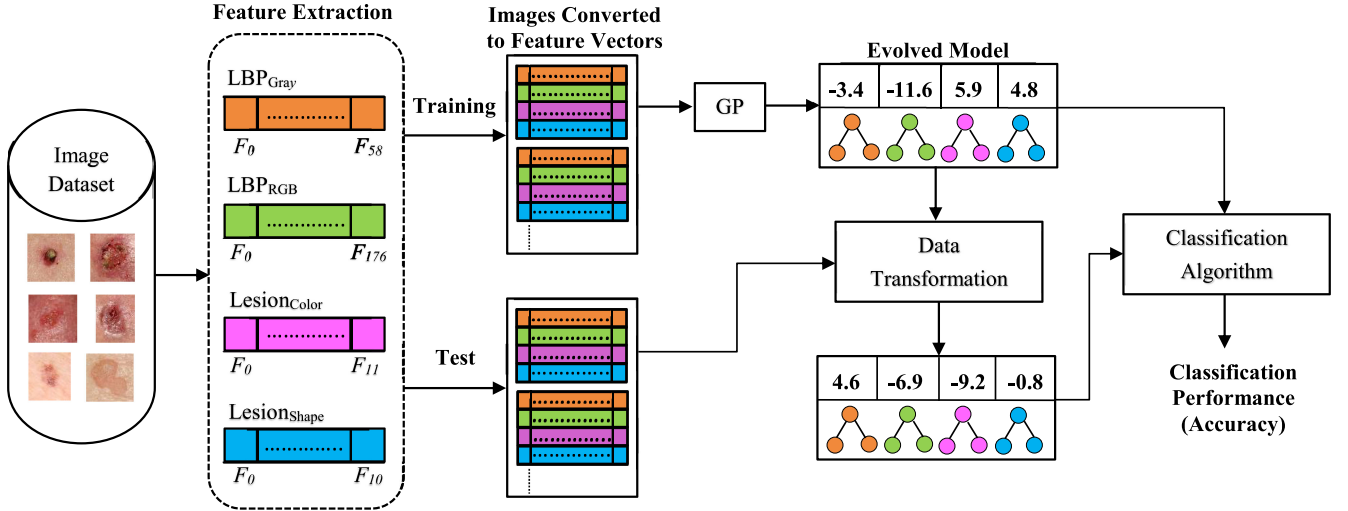 Feature Extraction
Images Converted
to Feature Vectors
Evolved Model
Image
Dataset
LBPGray
F0 F58
LBPRGB
F0 F176
LesionColor
F0 F11
LesionShape
F0 F10
Training
Test
GP
-3.4 -11.6 5.9 4.8
Data
Transformation
4.6 -6.9 -9.2 -0.8
Classification
Algorithm
Classification
Performance
(Accuracy)